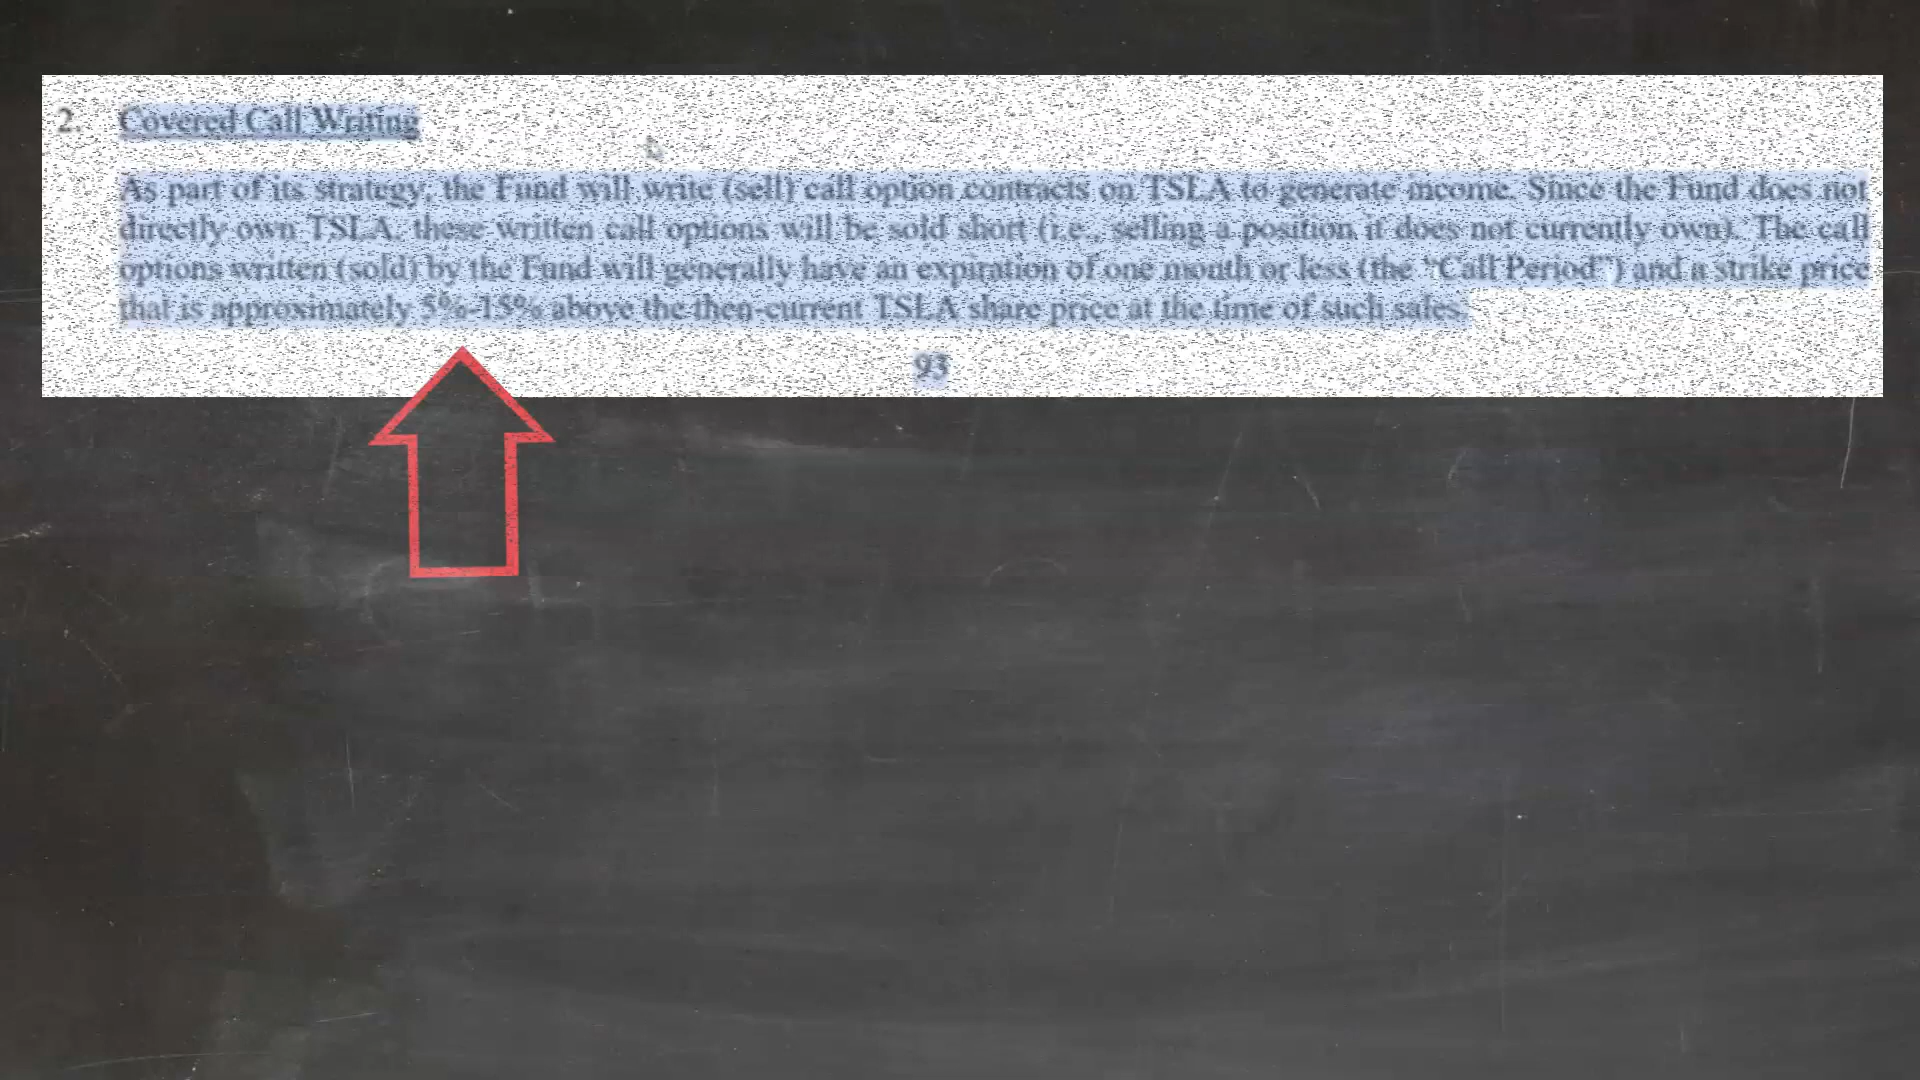 2. Covered Call Writing
As part of its strategy, the Fund will write (sell) call option contracts on TSLA to generate income. Since the Fund does not
directly own TSLA, these written call options will be sold short (i.e., selling a position it does not currently own). The call
options written (sold) by the Fund will generally have an expiration of one month or less (the “Call Period”) and a strike price
that is approximately 5%-15% above the then-current TSLA share price at the time of such sales.
93